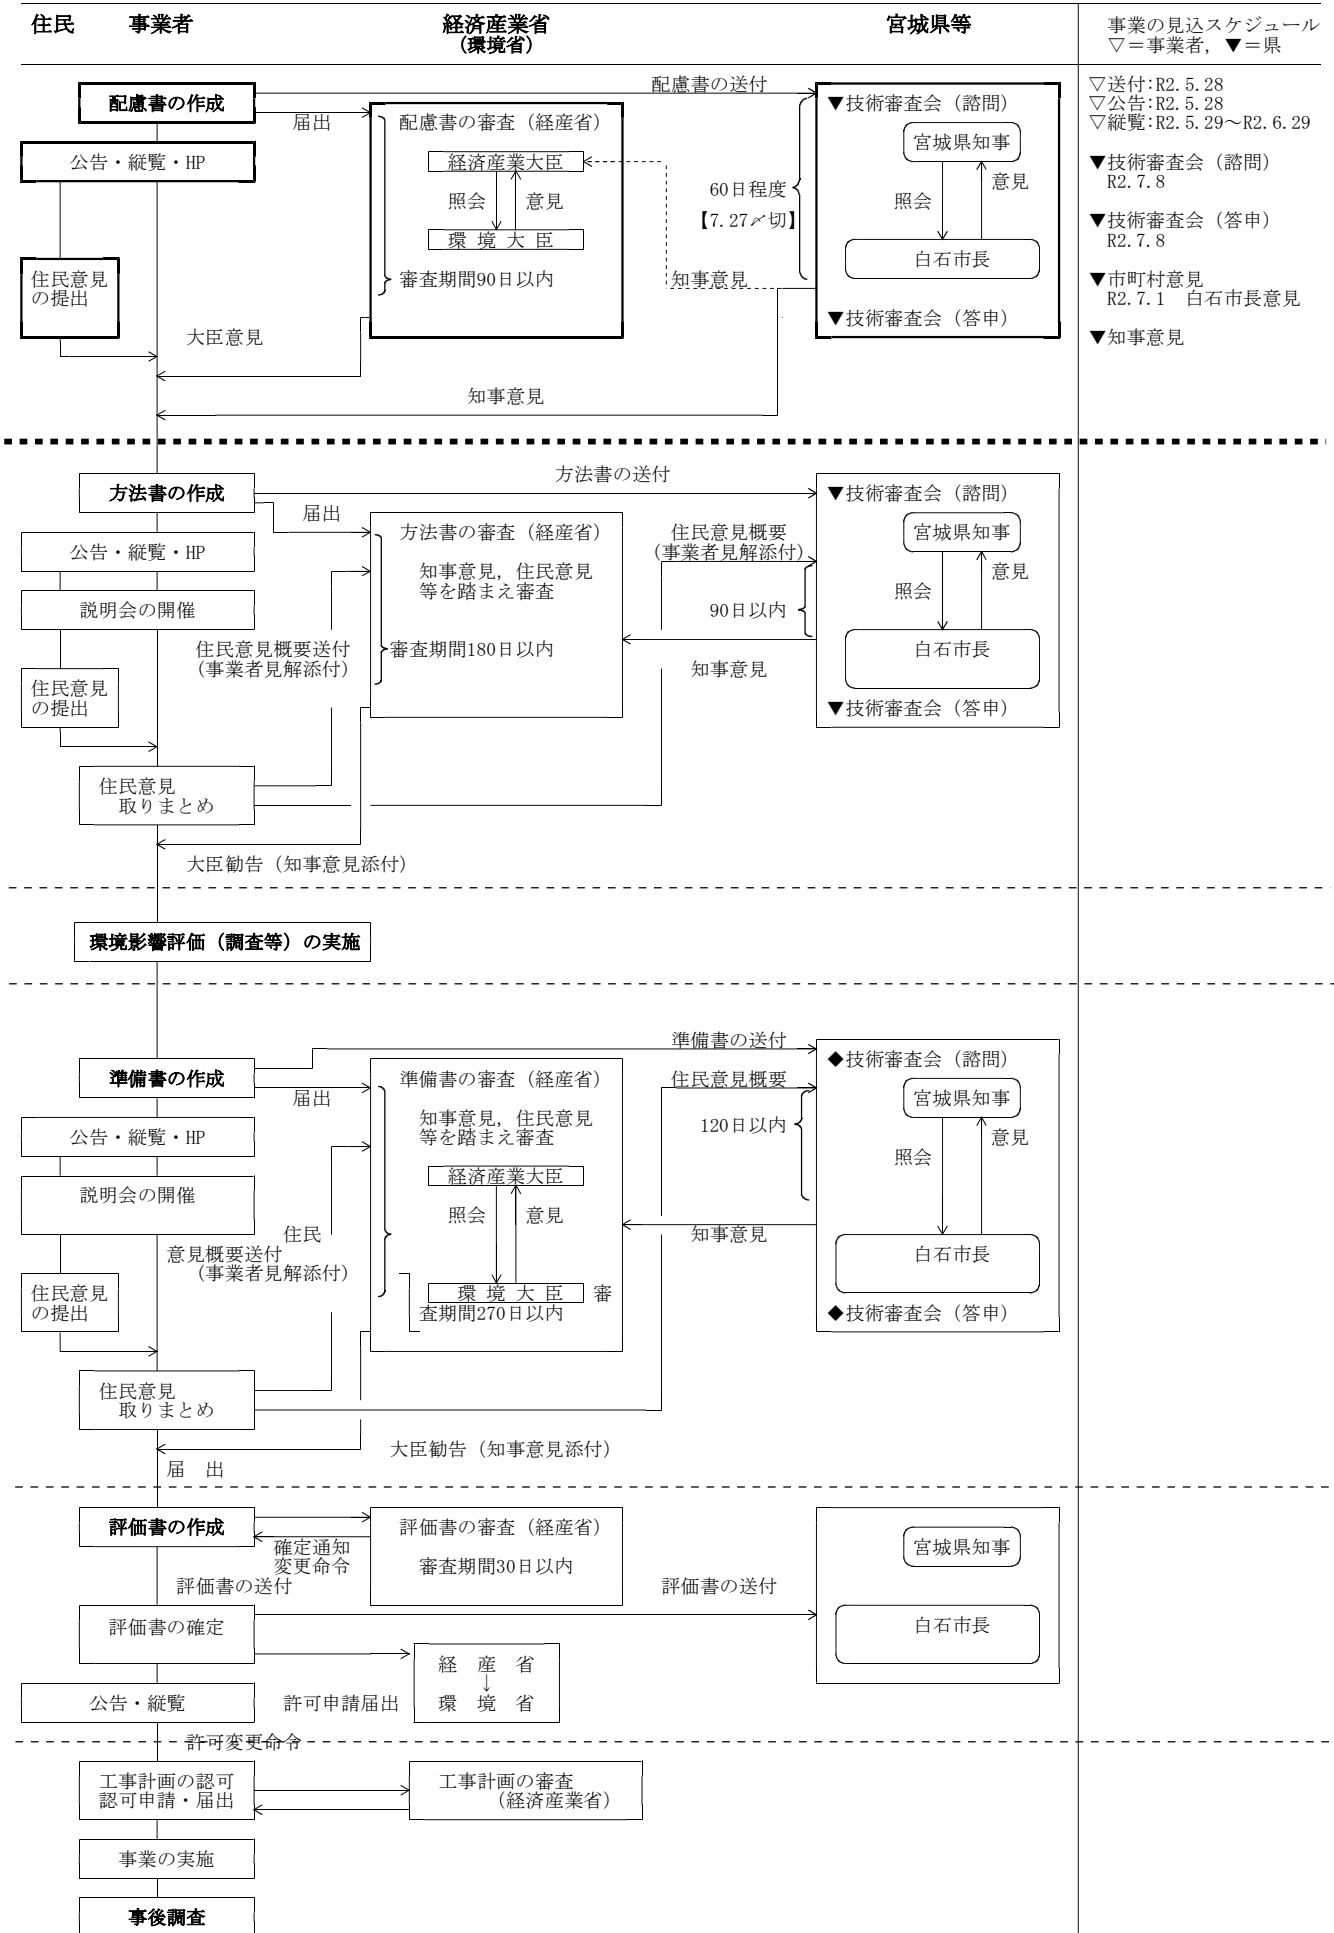 住民
事業者
経済産業省
(環境省)
宮城県等
事業の見込スケジュール
▽＝事業者，▼＝県
配慮書の作成
届出
配慮書の送付
公告・縦覧・HP
住民意見
の提出
配慮書の審査（経産省）
経済産業大臣
照会
意見
環 境 大 臣
審査期間90日以内
大臣意見
知事意見
60日程度
【7.27〆切】
▼技術審査会（諮問）
宮城県知事
照会
意見
白石市長
▼技術審査会（答申）
知事意見
▽送付:R2.5.28
▽公告:R2.5.28
▽縦覧:R2.5.29～R2.6.29
▼技術審査会（諮問）
R2.7.8
▼技術審査会（答申）
R2.7.8
▼市町村意見
R2.7.1　白石市長意見
▼知事意見
方法書の作成
届出
方法書の送付
公告・縦覧・HP
説明会の開催
住民意見
の提出
住民意見概要送付
(事業者見解添付)
方法書の審査（経産省）
知事意見，住民意見
等を踏まえ審査
審査期間180日以内
住民意見概要
(事業者見解添付)
90日以内
知事意見
▼技術審査会（諮問）
宮城県知事
照会
意見
白石市長
▼技術審査会（答申）
住民意見
取りまとめ
大臣勧告（知事意見添付）
環境影響評価（調査等）の実施
準備書の作成
届出
準備書の送付
公告・縦覧・HP
説明会の開催
住民
意見概要送付
(事業者見解添付)
住民意見
の提出
準備書の審査（経産省）
知事意見，住民意見
等を踏まえ審査
経済産業大臣
照会
意見
環 境 大 臣　審
査期間270日以内
住民意見概要
120日以内
知事意見
◆技術審査会（諮問）
宮城県知事
照会
意見
白石市長
◆技術審査会（答申）
住民意見
取りまとめ
大臣勧告（知事意見添付）
届　出
評価書の作成
確定通知
変更命令
評価書の審査（経産省）
審査期間30日以内
評価書の送付
評価書の送付
宮城県知事
白石市長
評価書の確定
経　産　省
↓
環　境　省
公告・縦覧
許可申請届出
許可変更命令
工事計画の認可
認可申請・届出
工事計画の審査
（経済産業省）
事業の実施
事後調査